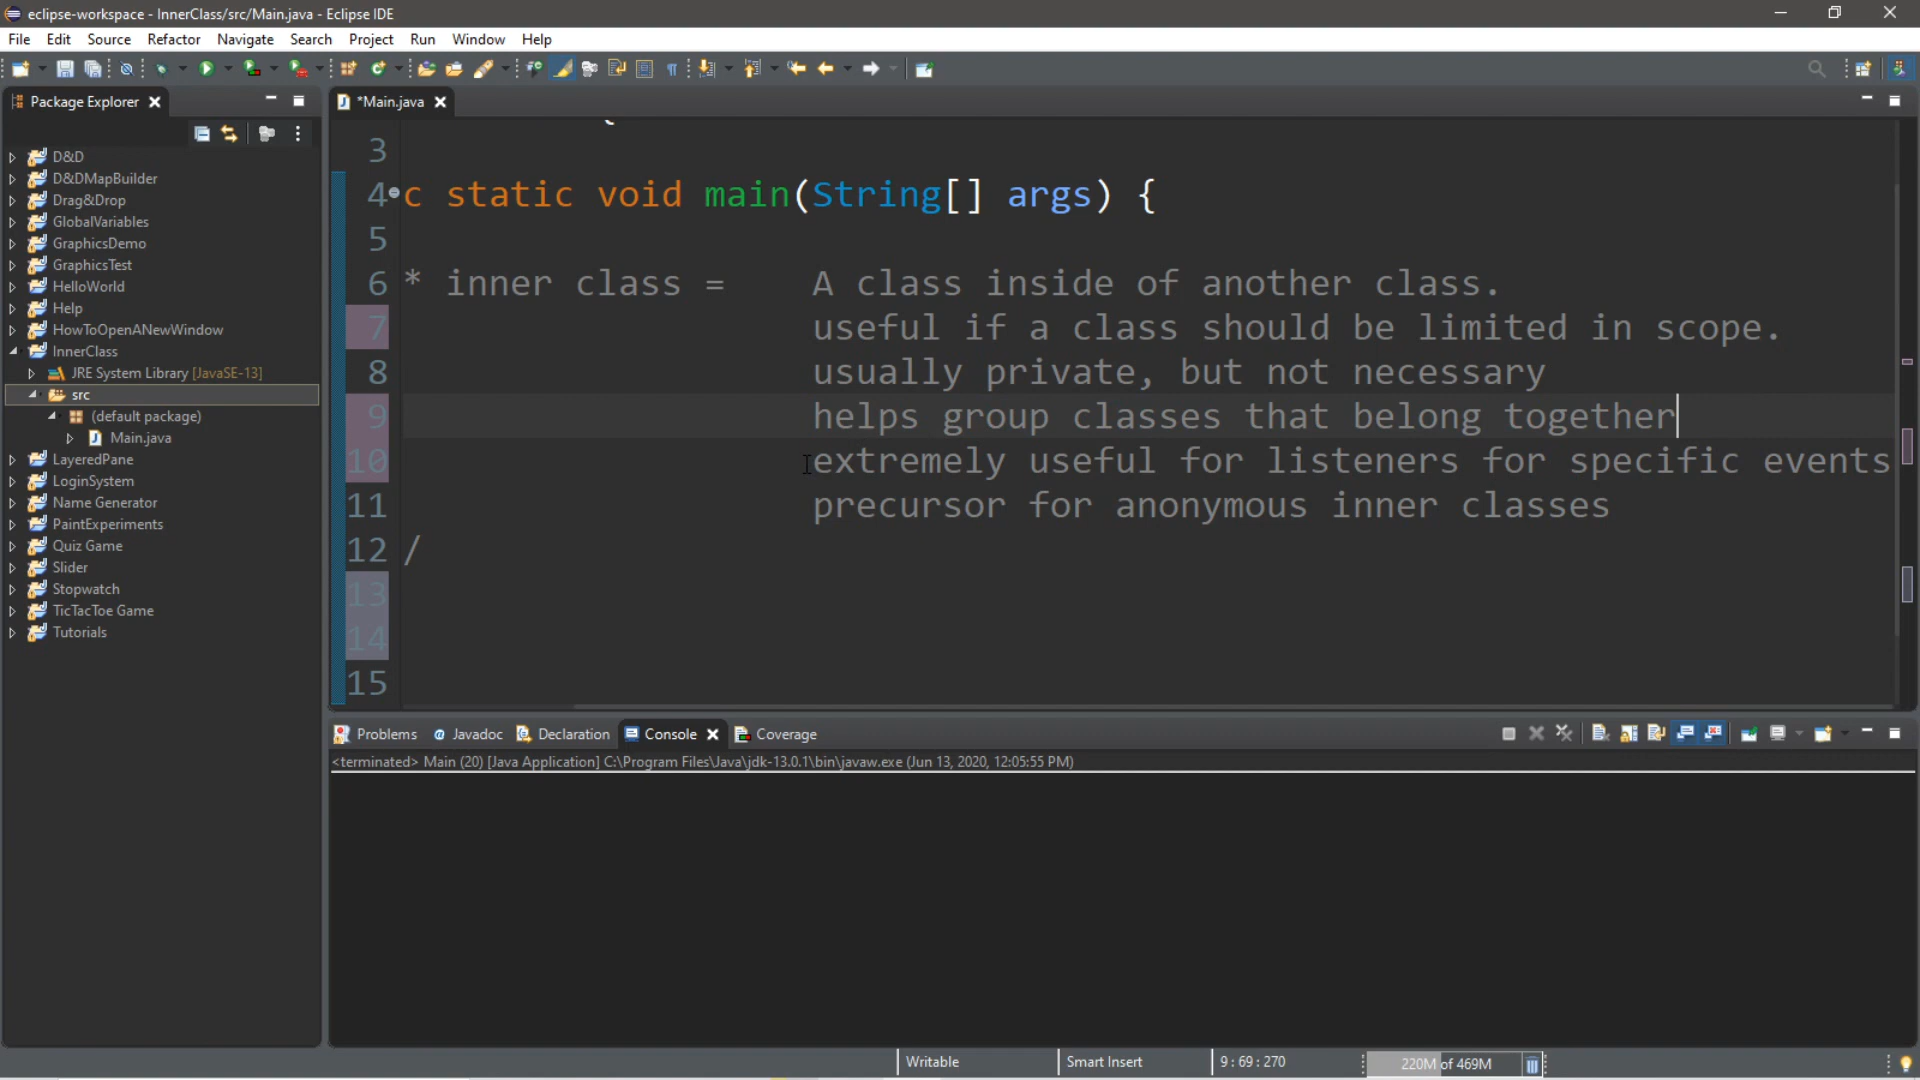 eclipse-workspace - InnerClass/src/Main.java - Eclipse IDE
File Edit Source Refactor Navigate Search Project Run Window Help
Package Explorer
*Main.java
D&D
D&DMapBuilder
Drag&Drop
GlobalVariables
GraphicsDemo
GraphicsTest
HelloWorld
Help
HowToOpenANewWindow
InnerClass
JRE System Library [JavaSE-13]
src
(default package)
Main.java
LayeredPane
LoginSystem
Name Generator
PaintExperiments
Quiz Game
Slider
Stopwatch
TicTacToe Game
Tutorials
3
4 c static void main(String[] args) {
5
6 * inner class = A class inside of another class.
7 useful if a class should be limited in scope.
8 usually private, but not necessary
9 helps group classes that belong together
10 extremely useful for listeners for specific events
11 precursor for anonymous inner classes
12 /
13
14
15
Problems Javadoc Declaration Console Coverage
<terminated> Main (20) [Java Application] C:\Program Files\Java\jdk-13.0.1\bin\javaw.exe (Jun 13, 2020, 12:05:55 PM)
Writable Smart Insert 9 : 69 : 270 220M of 469M